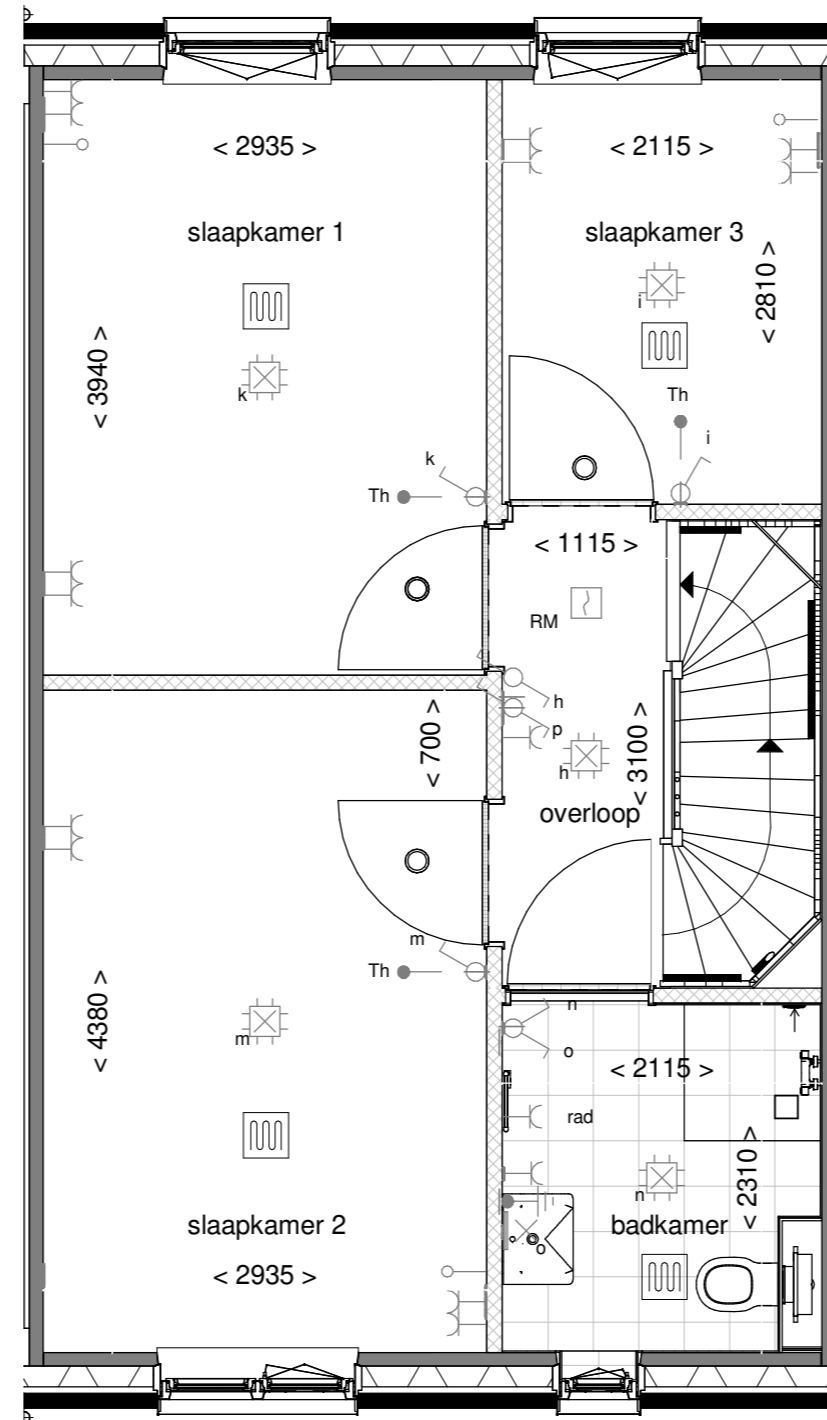 < 2935 >
< 2115 >
slaapkamer 1
slaapkamer 3
< 2810 >
i
< 3940 >
k
Th
k
i
Th
< 1115 >
RM
h
p
< 700 >
h
< 3100 >
overloop
m
Th
n
o
< 4380 >
m
< 2115 >
rad
n
< 2310 >
slaapkamer 2
badkamer
< 2935 >